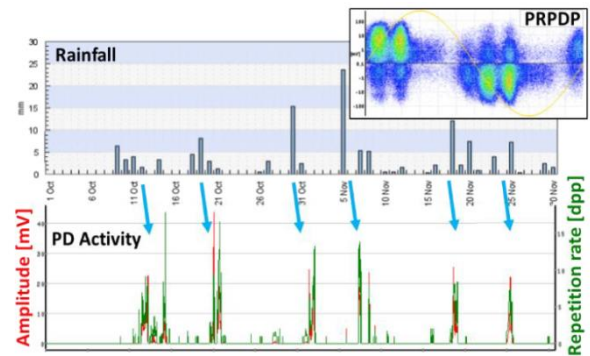 PRPDP
Rainfall
30
25
20
15
10
5
0
mm
1 Oct
6 Oct
11 Oct
16 Oct
21 Oct
26 Oct
31 Oct
5 Nov
10 Nov
15 Nov
20 Nov
25 Nov
PD Activity
Amplitude [mV]
Repetition rate [dpp]